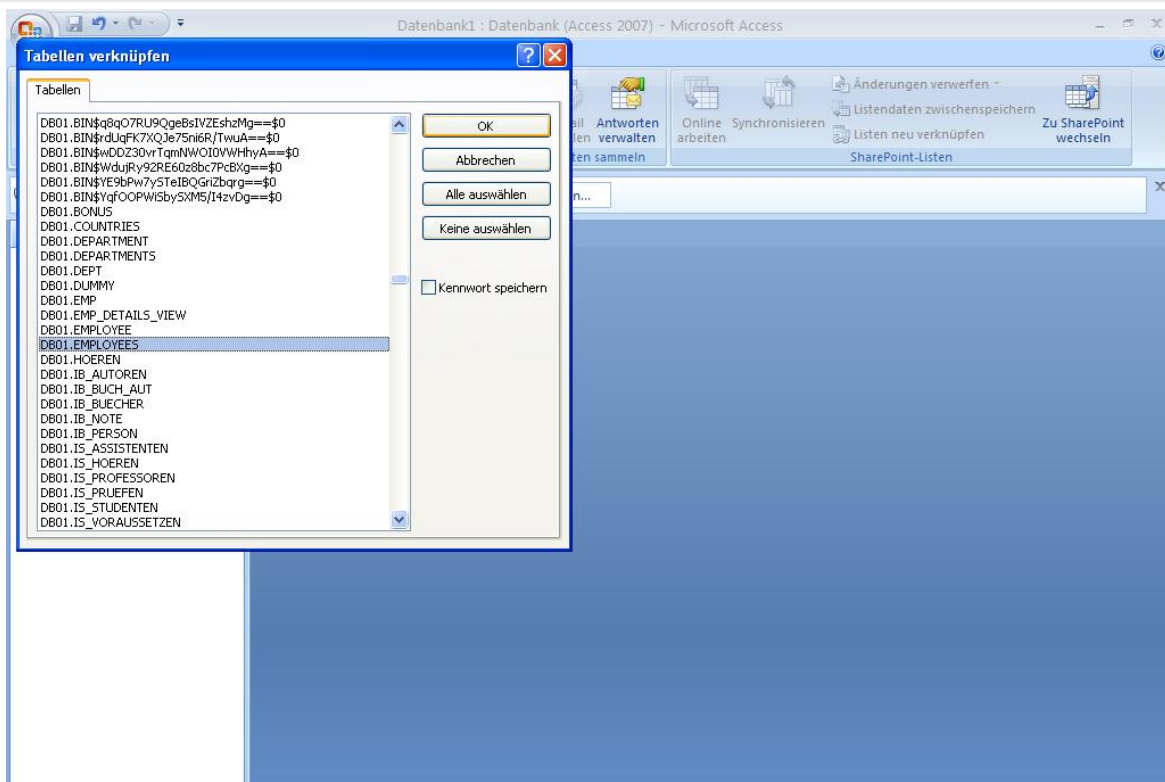 Datenbank1 : Datenbank (Access 2007) - Microsoft Access
Tabellen verknüpfen
Tabellen
DB01.BIN$q8qO7RU9QgeBsIVZEshzMg==$0
DB01.BIN$rdUqFK7XQJe75ni6R/TwuA==$0
DB01.BIN$wDDZ30vrTqmNWOI0VWHhyA==$0
DB01.BIN$WdujRy92RE60z8bc7PcBXg==$0
DB01.BIN$YE9bPw7ySTeIBQGriZbqrg==$0
DB01.BIN$YqfOOPWiSbySXM5/I4zvDg==$0
DB01.BONUS
DB01.COUNTRIES
DB01.DEPARTMENT
DB01.DEPARTMENTS
DB01.DEPT
DB01.DUMMY
DB01.EMP
DB01.EMP_DETAILS_VIEW
DB01.EMPLOYEE
DB01.EMPLOYEES
DB01.HOEREN
DB01.IB_AUTOREN
DB01.IB_BUCH_AUT
DB01.IB_BUECHER
DB01.IB_NOTE
DB01.IB_PERSON
DB01.IS_ASSISTENTEN
DB01.IS_HOEREN
DB01.IS_PROFESSOREN
DB01.IS_PRUEFEN
DB01.IS_STUDENTEN
DB01.IS_VORAUSSETZEN
OK
Abbrechen
Alle auswählen
Keine auswählen
Kennwort speichern
Antworten
verwalten
sammeln
Online
arbeiten
Synchronisieren
Änderungen verwerfen
Listendaten zwischenspeichern
Listen neu verknüpfen
Zu SharePoint
wechseln
SharePoint-Listen
n...